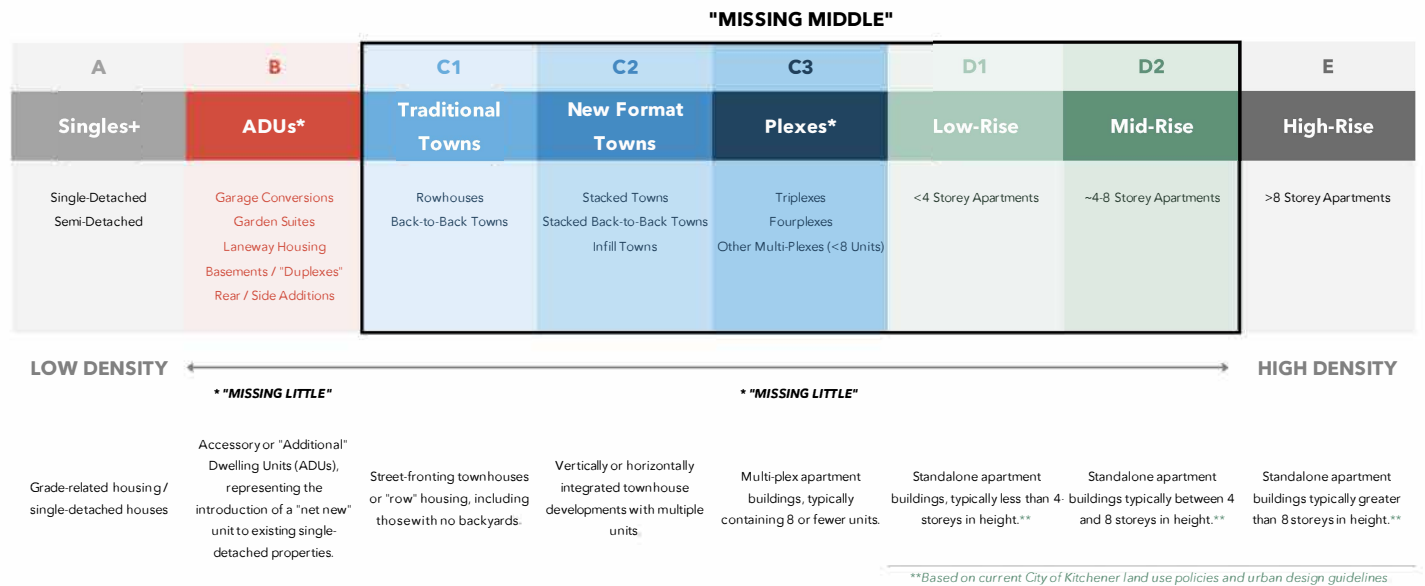 "MISSING MIDDLE"
A
B
C1
C2
C3
D1
D2
E
Singles+
ADUs*
Traditional
Towns
New Format
Towns
Plexes*
Low-Rise
Mid-Rise
High-Rise
Single-Detached
Semi-Detached
Garage Conversions
Garden Suites
Laneway Housing
Basements / "Duplexes"
Rear / Side Additions
Rowhouses
Back-to-Back Towns
Stacked Towns
Stacked Back-to-Back Towns
Infill Towns
Triplexes
Fourplexes
Other Multi-Plexes (<8 Units)
<4 Storey Apartments
~4-8 Storey Apartments
>8 Storey Apartments
LOW DENSITY
HIGH DENSITY
* "MISSING LITTLE"
* "MISSING LITTLE"
Grade-related housing /
single-detached houses
Accessory or "Additional"
Dwelling Units (ADUs),
representing the
introduction of a "net new"
unit to existing single-
detached properties.
Street-fronting townhouses
or "row" housing, including
those with no backyards.
Vertically or horizontally
integrated townhouse
developments with multiple
units.
Multi-plex apartment
buildings, typically
containing 8 or fewer units.
Standalone apartment
buildings, typically less than 4-
storeys in height.**
Standalone apartment
buildings typically between 4
and 8 storeys in height.**
Standalone apartment
buildings typically greater
than 8 storeys in height.**
**Based on current City of Kitchener land use policies and urban design guidelines